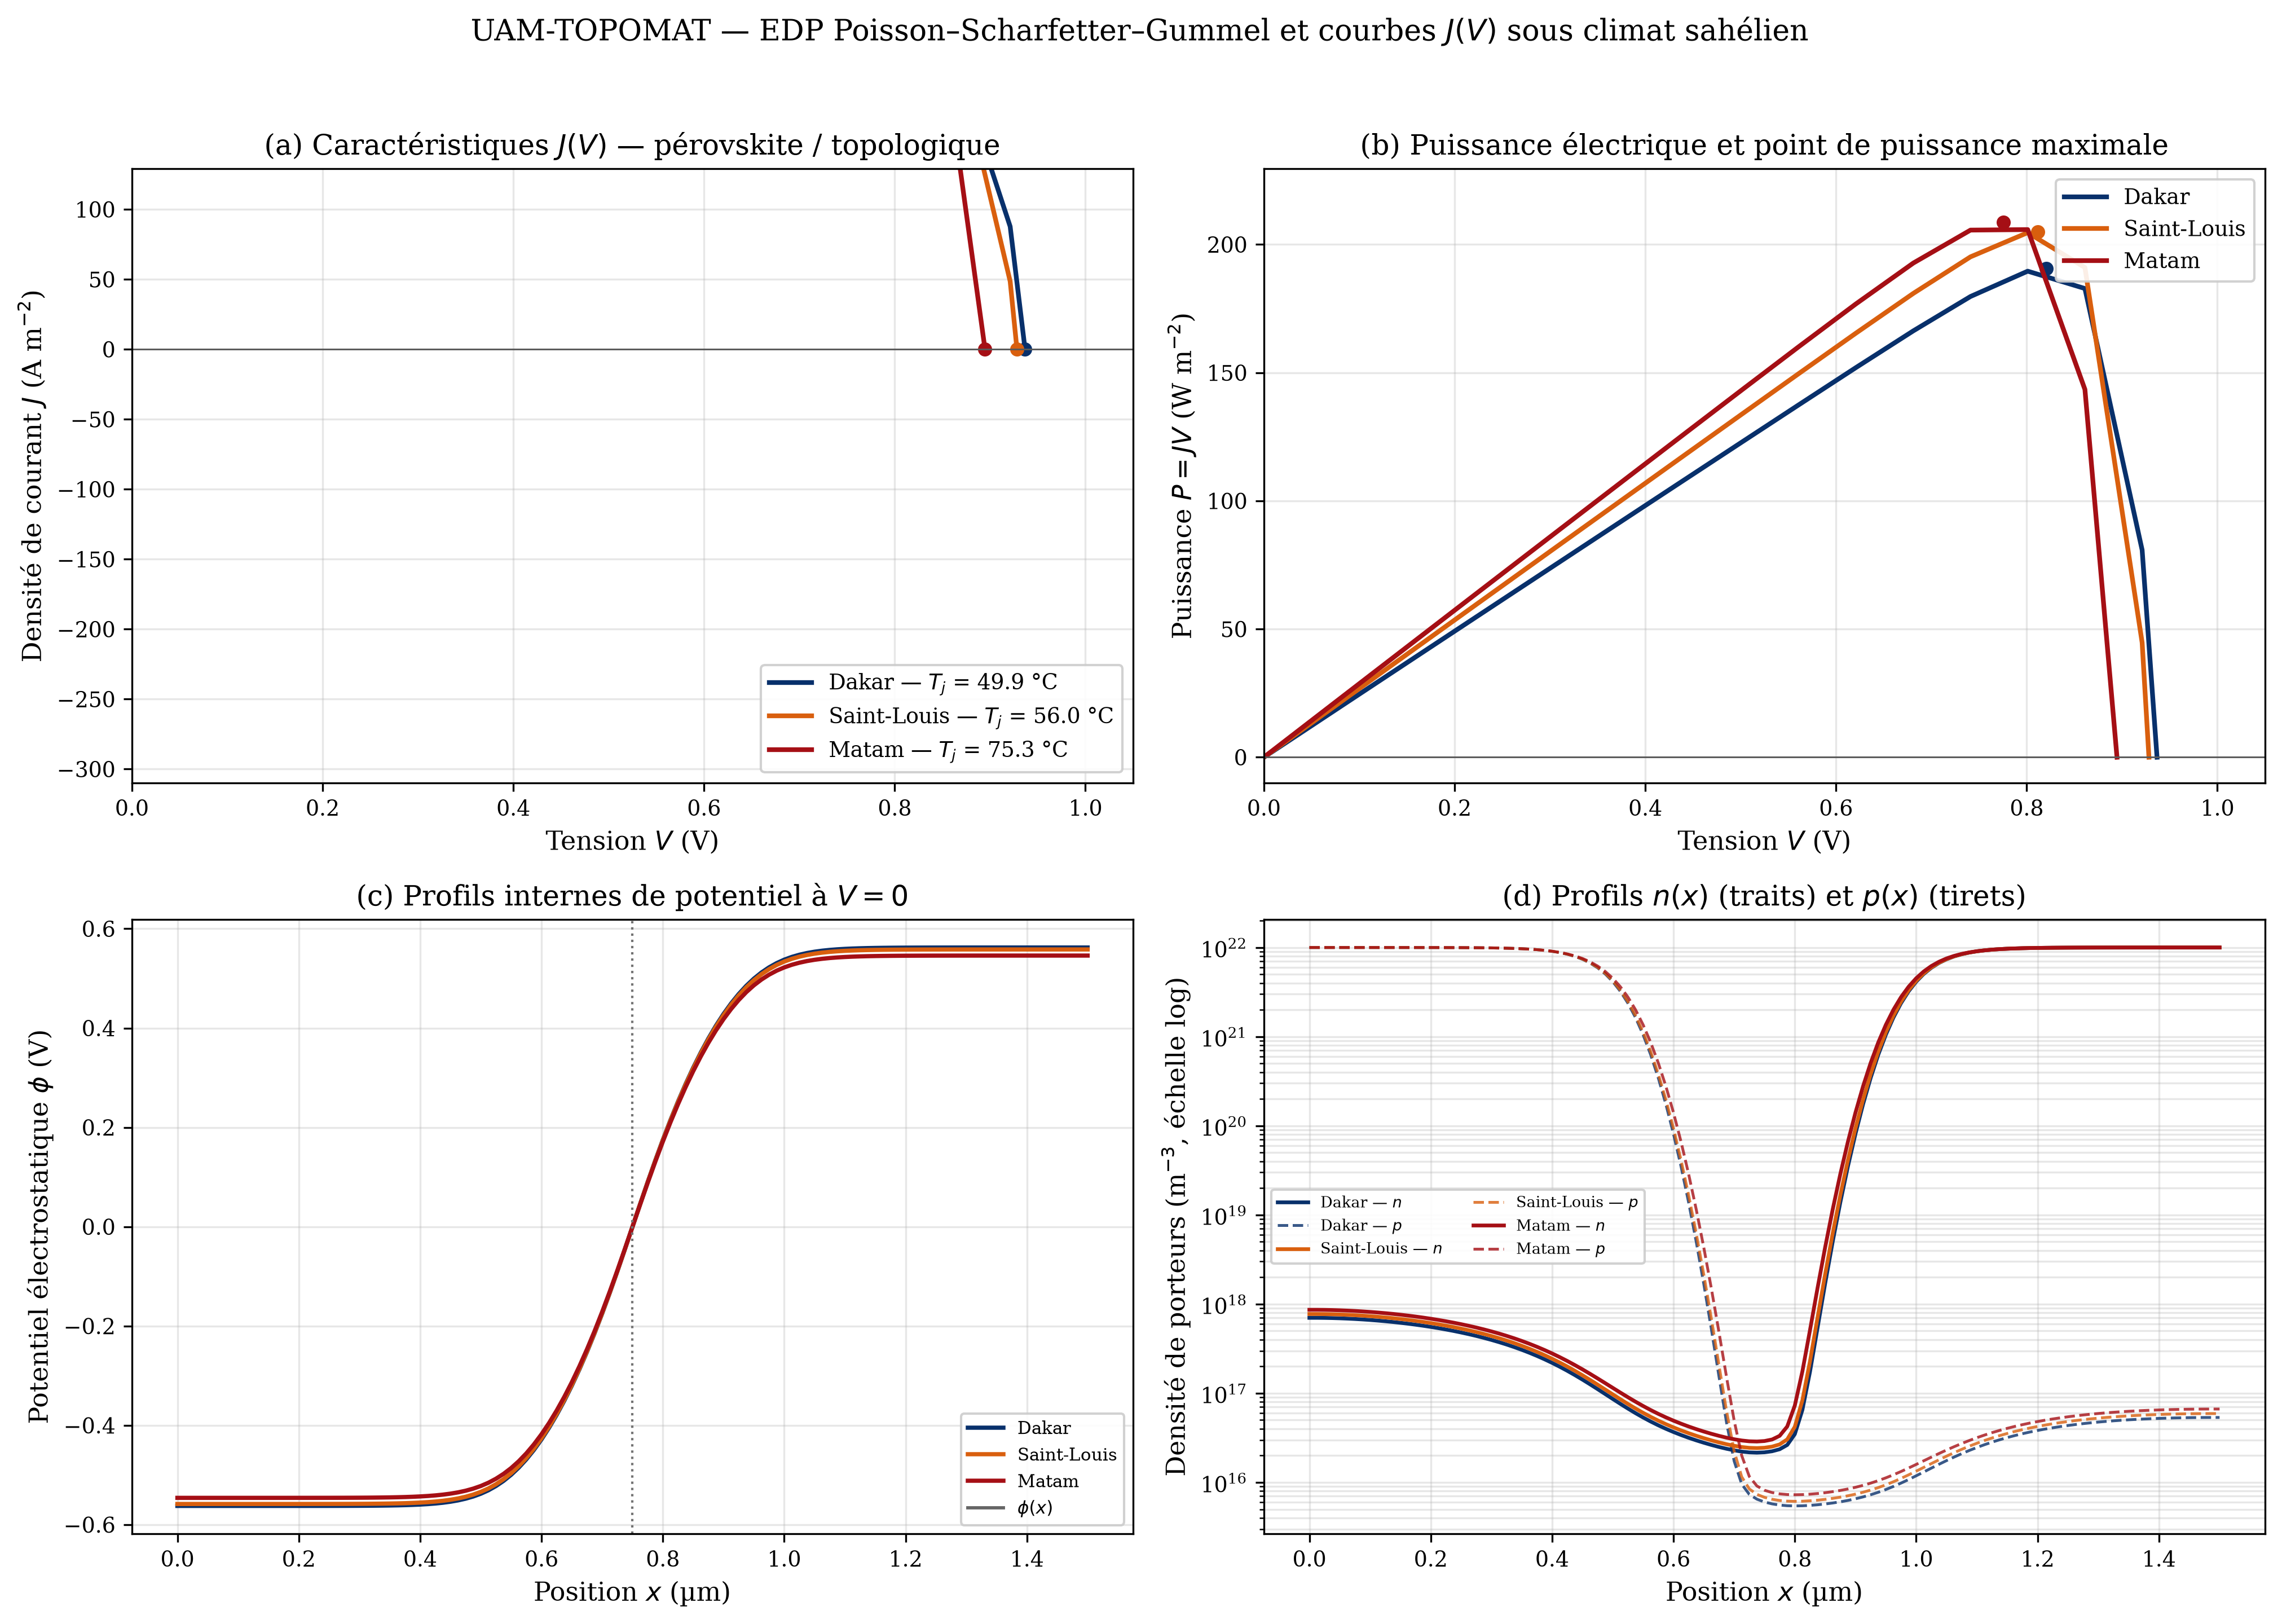 UAM-TOPOMAT — EDP Poisson–Scharfetter–Gummel et courbes J(V) sous climat sahélien
(a) Caractéristiques J(V) — pérovskite / topologique
Densité de courant J (A m⁻²)
100
50
0
−50
−100
−150
−200
−250
−300
Dakar — Tⱼ = 49.9 °C
Saint-Louis — Tⱼ = 56.0 °C
Matam — Tⱼ = 75.3 °C
0.0 0.2 0.4 0.6 0.8 1.0
Tension V (V)
(b) Puissance électrique et point de puissance maximale
Puissance P = JV (W m⁻²)
200
150
100
50
0
Dakar
Saint-Louis
Matam
0.0 0.2 0.4 0.6 0.8 1.0
Tension V (V)
(c) Profils internes de potentiel à V = 0
Potentiel électrostatique ϕ (V)
0.6
0.4
0.2
0.0
−0.2
−0.4
−0.6
Dakar
Saint-Louis
Matam
ϕ(x)
0.0 0.2 0.4 0.6 0.8 1.0 1.2 1.4
Position x (µm)
(d) Profils n(x) (traits) et p(x) (tirets)
Densité de porteurs (m⁻³, échelle log)
10²²
10²¹
10²⁰
10¹⁹
10¹⁸
10¹⁷
10¹⁶
Dakar — n
Dakar — p
Saint-Louis — n
Saint-Louis — p
Matam — n
Matam — p
0.0 0.2 0.4 0.6 0.8 1.0 1.2 1.4
Position x (µm)